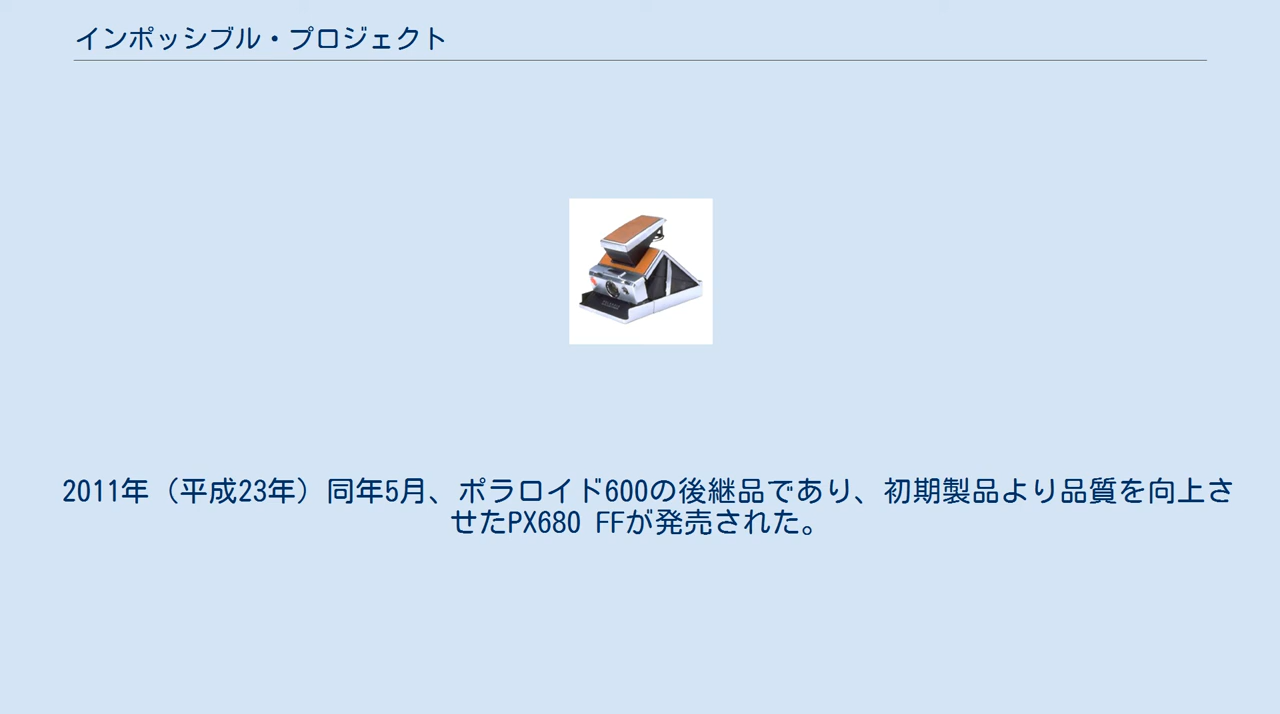 インポッシブル・プロジェクト
2011年（平成23年）同年5月、ポラロイド600の後継品であり、初期製品より品質を向上さ
せたPX680 FFが発売された。